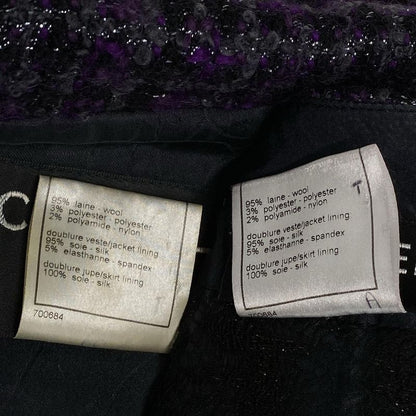 C
95% laine - wool
3% polyester - polyester
2% polyamide - nylon
doublure veste/jacket lining
95% soie - silk
5% elasthanne - spandex
doublure jupe/skirt lining
100% soie - silk
700684
T
95% laine - wool
3% polyester - polyester
2% polyamide - nylon
doublure veste/jacket lining
95% soie - silk
5% elasthanne - spandex
doublure jupe/skirt lining
100% soie - silk
A
E